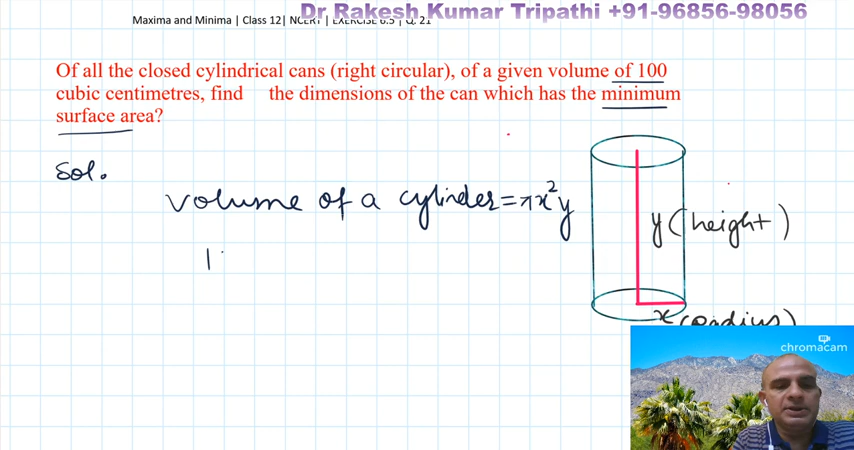 Dr Rakesh Kumar Tripathi +91-96856-98056
Maxima and Minima | Class 12| NCERT | EXERCISE 6.5 | Q. 21
Of all the closed cylindrical cans (right circular), of a given volume of 100
cubic centimetres, find the dimensions of the can which has the minimum
surface area?
Sol.
volume of a cylinder = πx²y
y (height)
x (radius)
chromacam